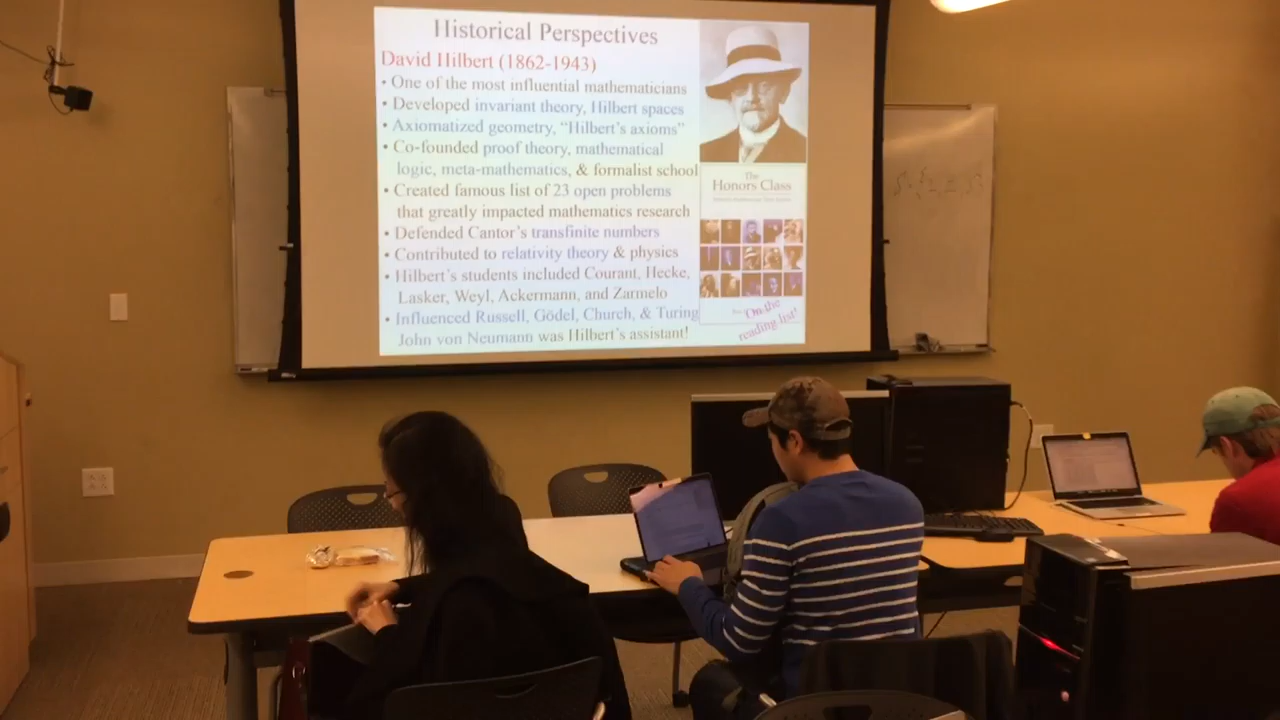 Historical Perspectives
David Hilbert (1862-1943)
• One of the most influential mathematicians
• Developed invariant theory, Hilbert spaces
• Axiomatized geometry, “Hilbert’s axioms”
• Co-founded proof theory, mathematical
logic, meta-mathematics, & formalist school
• Created famous list of 23 open problems
that greatly impacted mathematics research
• Defended Cantor’s transfinite numbers
• Contributed to relativity theory & physics
• Hilbert’s students included Courant, Hecke,
Lasker, Weyl, Ackermann, and Zarmelo
• Influenced Russell, Gödel, Church, & Turing
John von Neumann was Hilbert’s assistant!
The
Honors Class
On the
reading list!